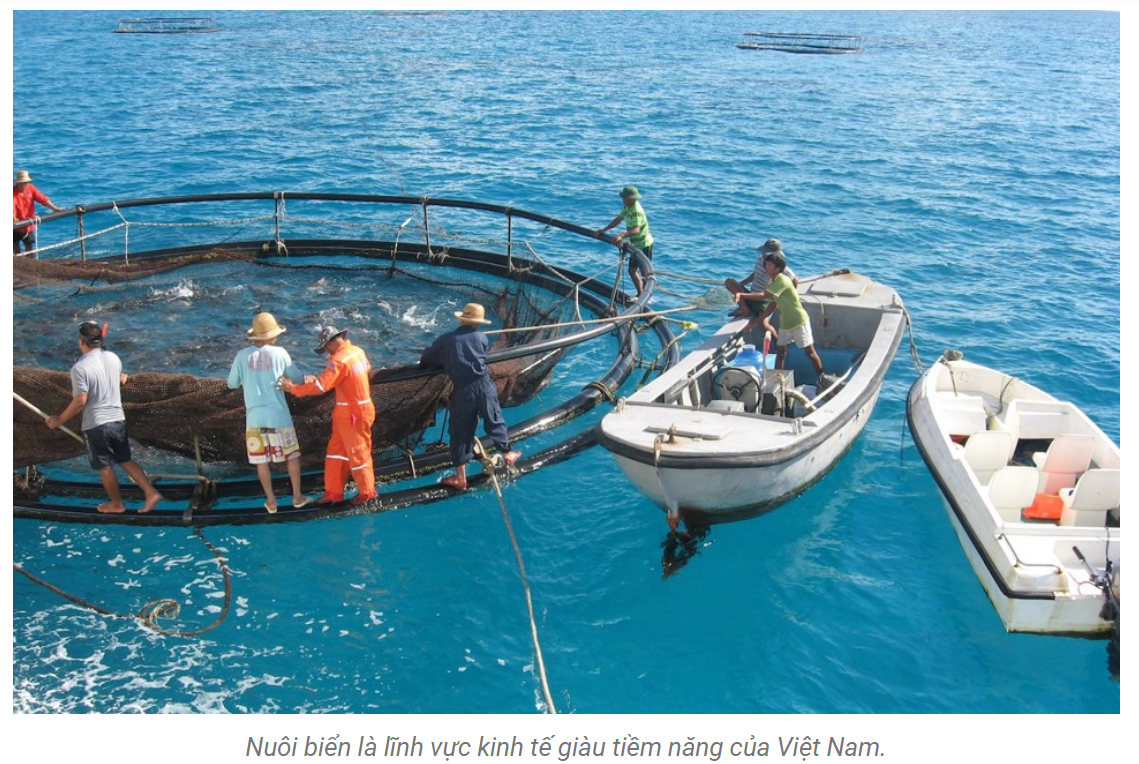 Nuôi biển là lĩnh vực kinh tế giàu tiềm năng của Việt Nam.